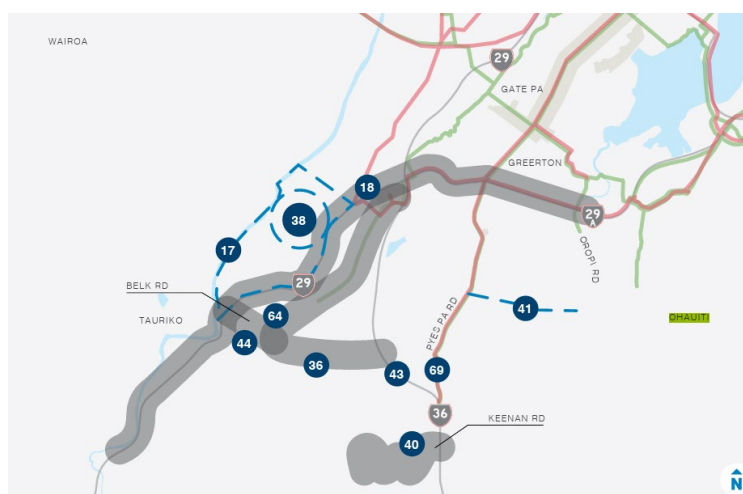 WAIROA
29
GATE PA
GREERTON
18
38
29
A
17
OROPI RD
BELK RD
29
64
TAURIKO
PYES PA RD
41
OHAUITI
44
36
43
69
36
KEENAN RD
40
N